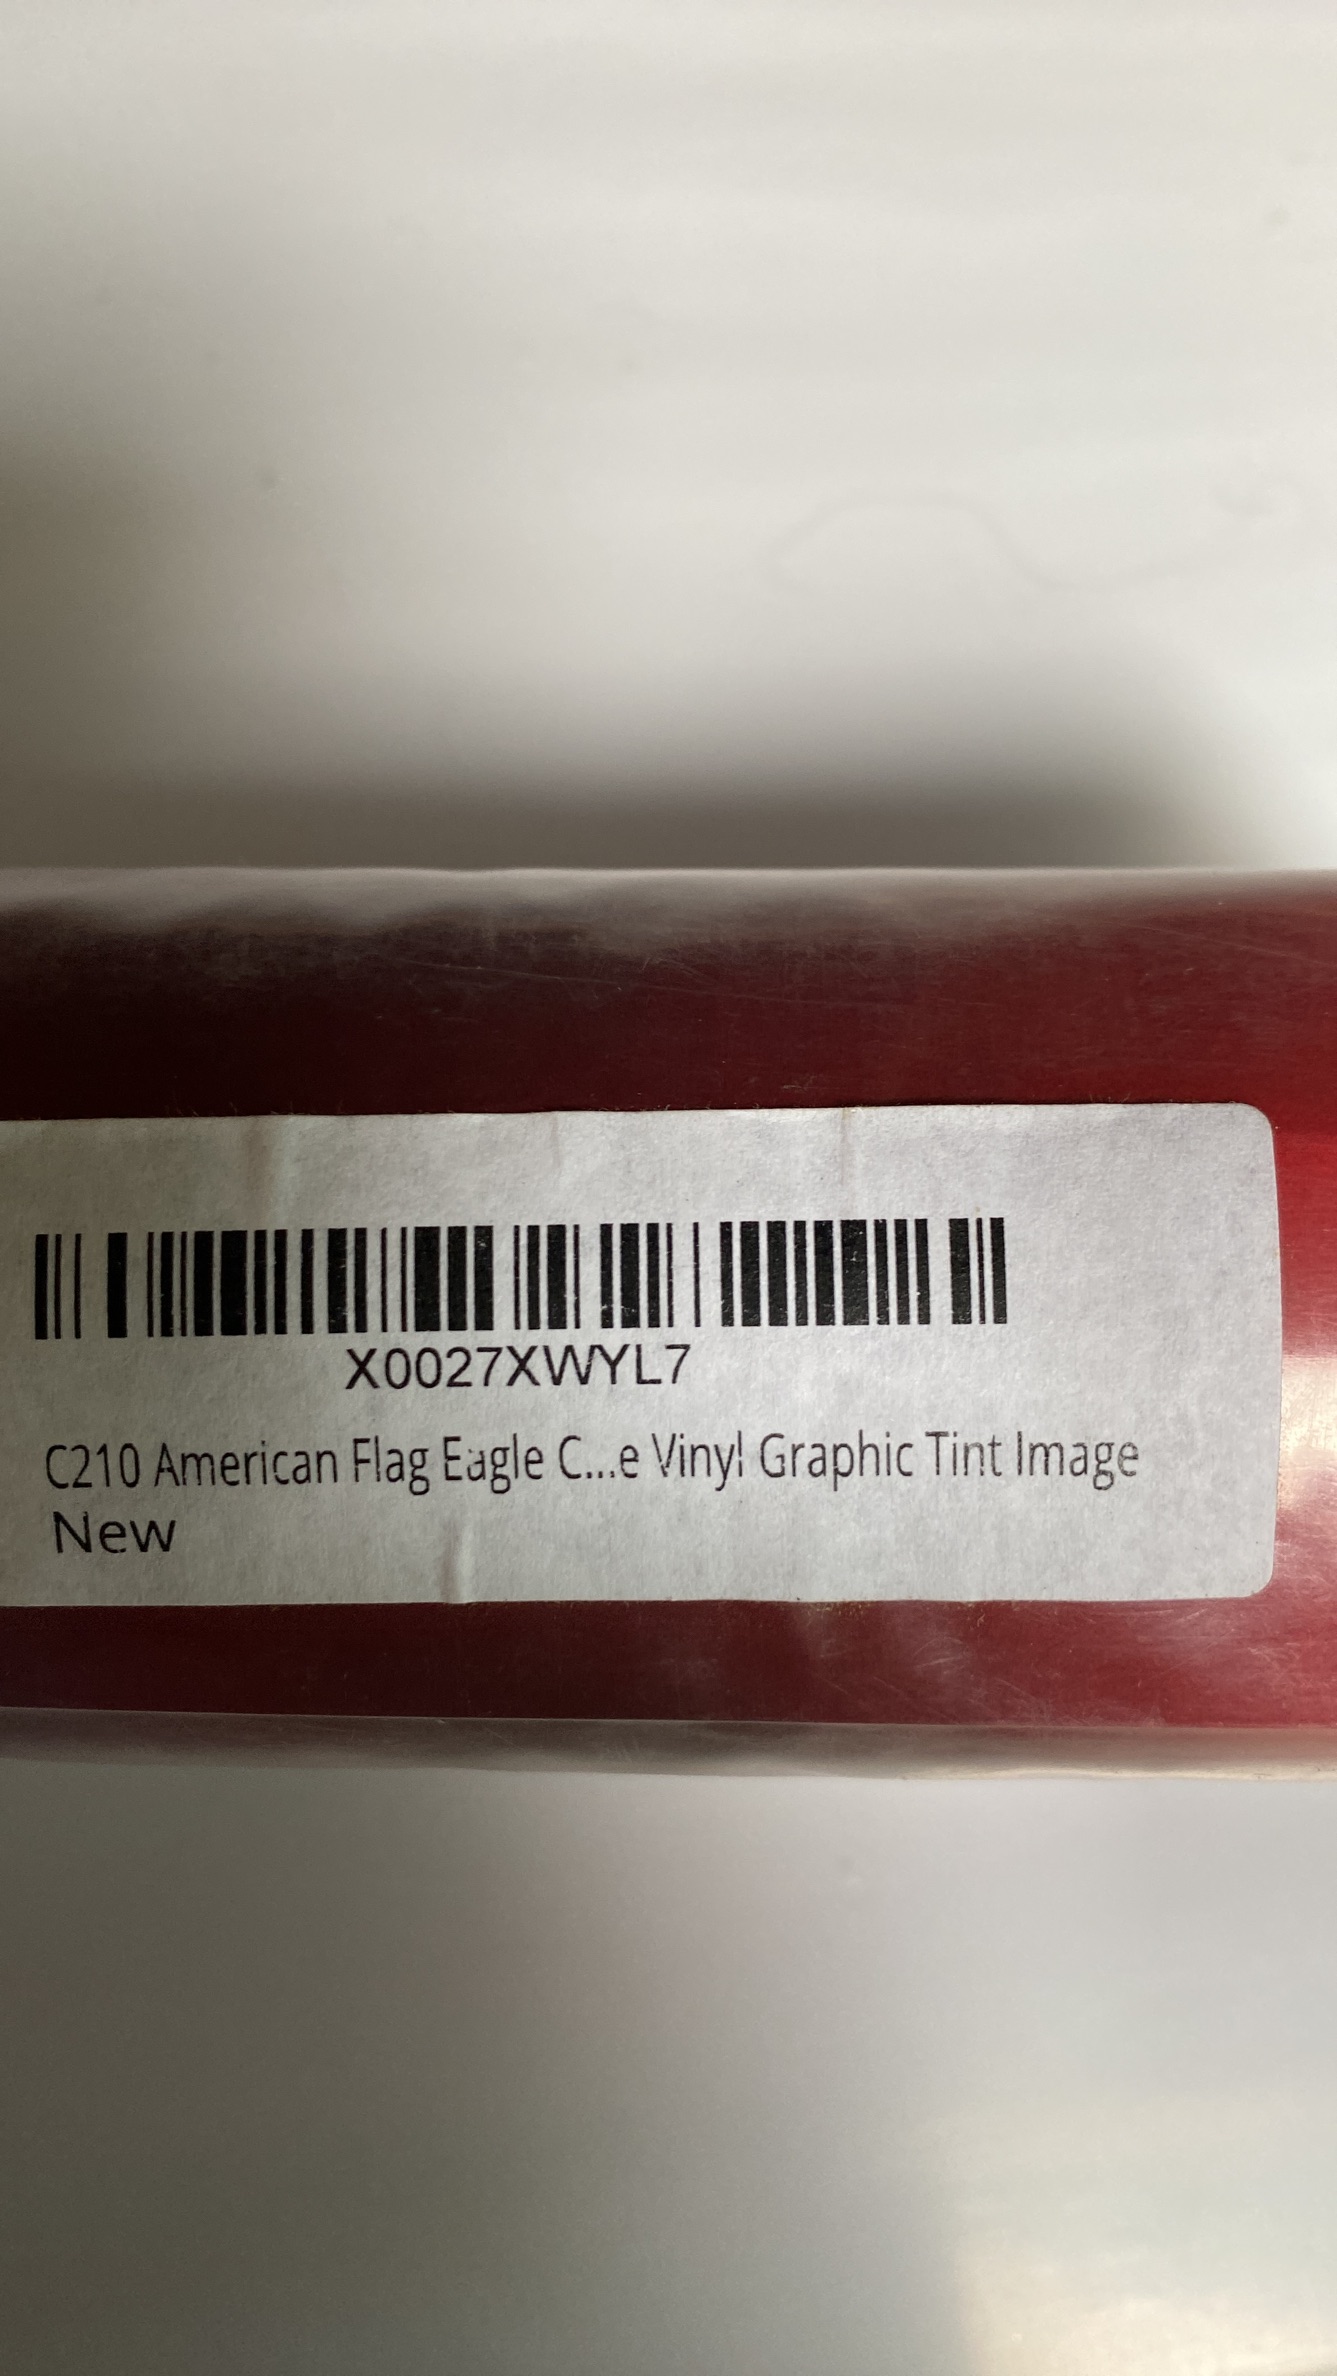 X0027XWYL7
C210 American Flag Eagle C...e Vinyl Graphic Tint Image
New